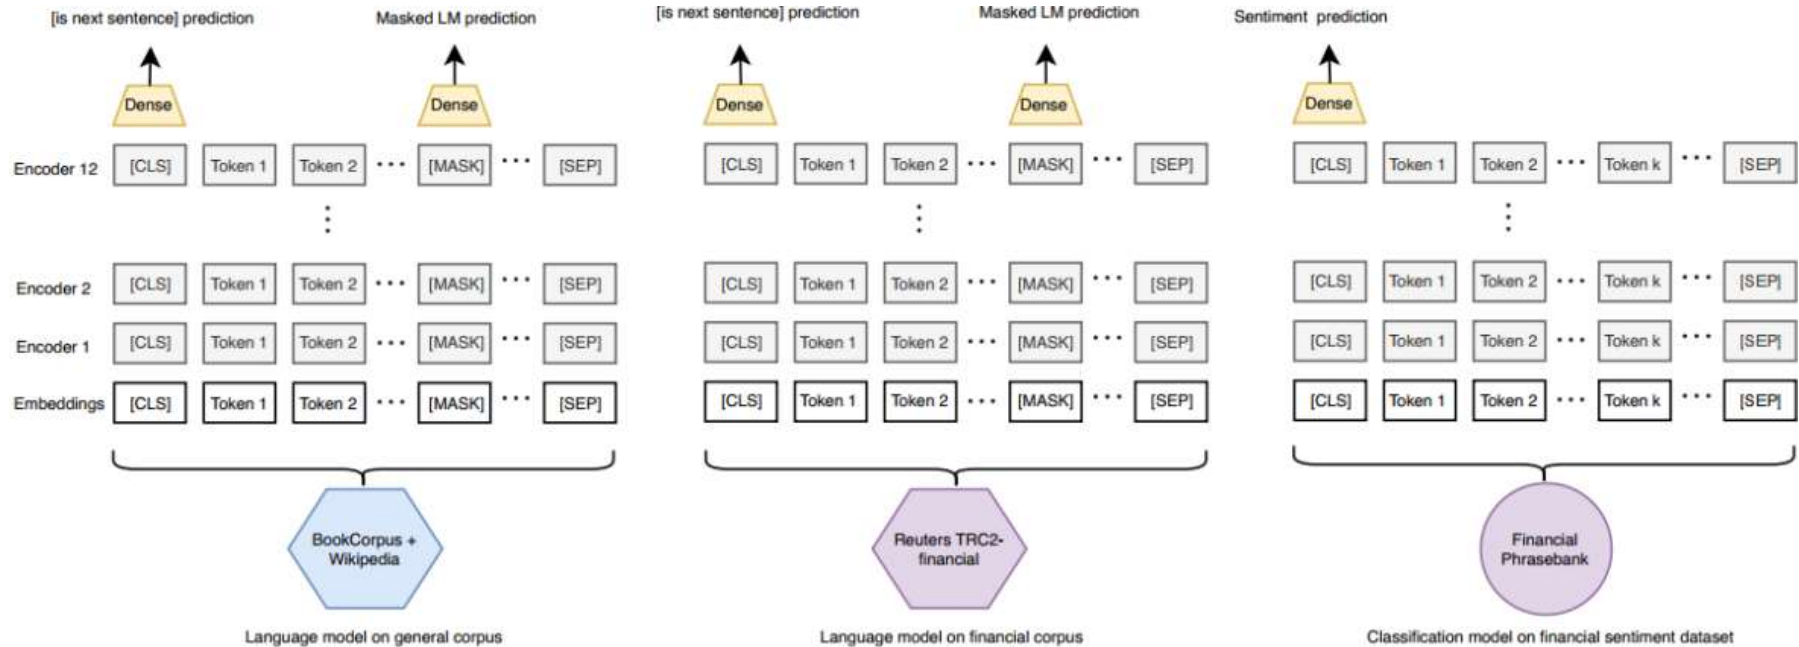 [is next sentence] prediction
Masked LM prediction
[is next sentence] prediction
Masked LM prediction
Sentiment prediction
Dense
Dense
Dense
Dense
Dense
Encoder 12
[CLS] Token 1 Token 2 ••• [MASK] ••• [SEP]
[CLS] Token 1 Token 2 ••• [MASK] ••• [SEP]
[CLS] Token 1 Token 2 ••• Token k ••• [SEP]
Encoder 2
[CLS] Token 1 Token 2 ••• [MASK] ••• [SEP]
[CLS] Token 1 Token 2 ••• [MASK] ••• [SEP]
[CLS] Token 1 Token 2 ••• Token k ••• [SEP]
Encoder 1
[CLS] Token 1 Token 2 ••• [MASK] ••• [SEP]
[CLS] Token 1 Token 2 ••• [MASK] ••• [SEP]
[CLS] Token 1 Token 2 ••• Token k ••• [SEP]
Embeddings
[CLS] Token 1 Token 2 ••• [MASK] ••• [SEP]
[CLS] Token 1 Token 2 ••• [MASK] ••• [SEP]
[CLS] Token 1 Token 2 ••• Token k ••• [SEP]
BookCorpus +
Wikipedia
Reuters TRC2-
financial
Financial
Phrasebank
Language model on general corpus
Language model on financial corpus
Classification model on financial sentiment dataset